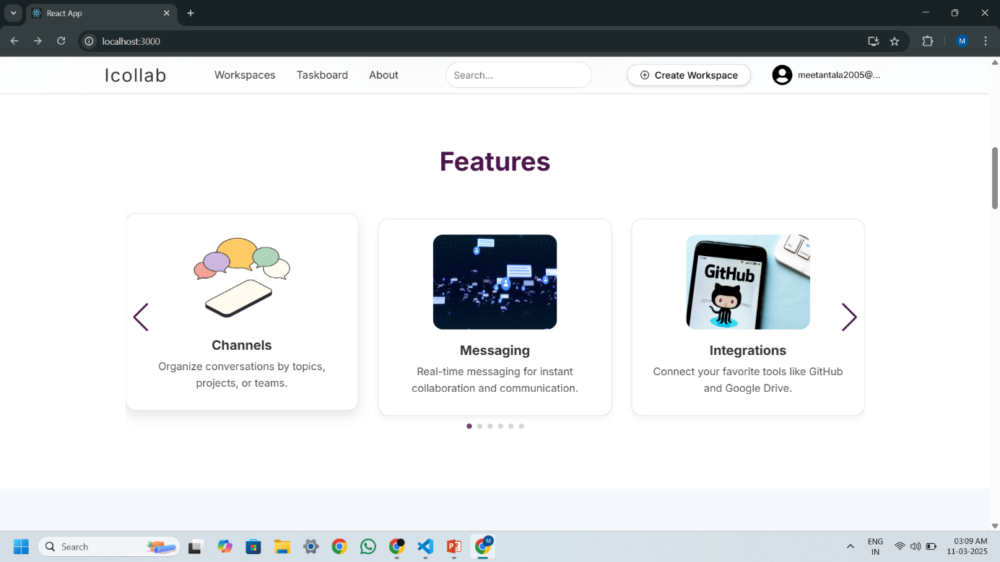 React App
localhost:3000
M
Icollab
Workspaces
Taskboard
About
Search...
Create Workspace
meetantala2005@...
Features
GitHub
Channels
Organize conversations by topics,
projects, or teams.
Messaging
Real-time messaging for instant
collaboration and communication.
Integrations
Connect your favorite tools like GitHub
and Google Drive.
Search
M
ENG
IN
03:09 AM
11-03-2025